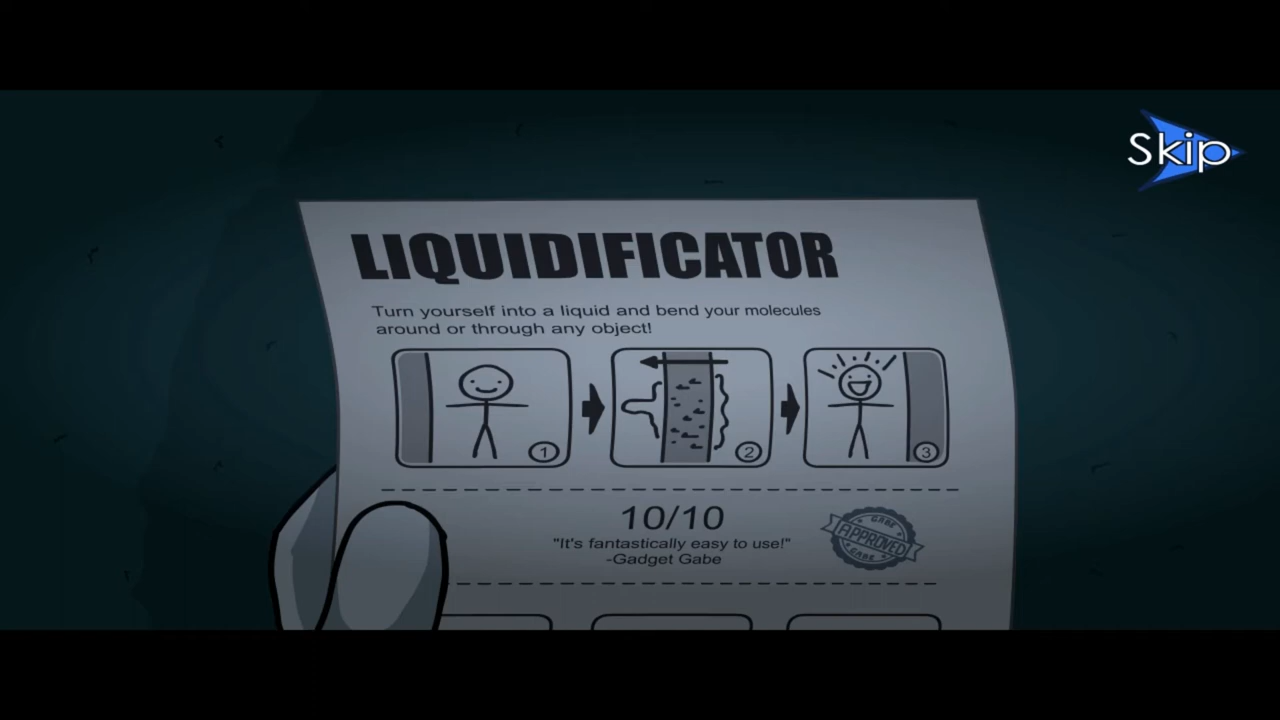 Skip
LIQUIDIFICATOR
Turn yourself into a liquid and bend your molecules
around or through any object!
1
2
3
10/10
"It's fantastically easy to use!"
-Gadget Gabe
GABE
APPROVED
GABE